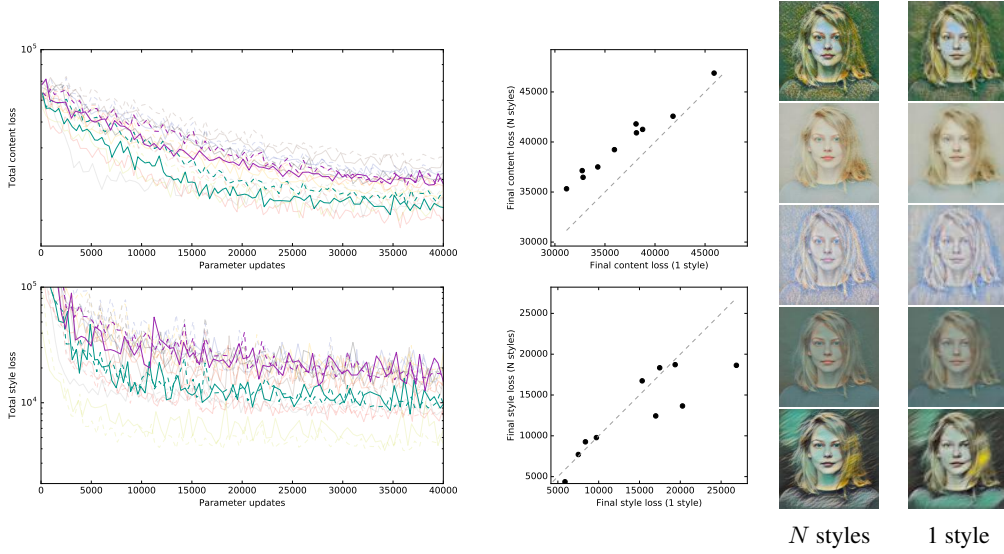 10^5
Total content loss
0 5000 10000 15000 20000 25000 30000 35000 40000
Parameter updates
45000
40000
35000
30000
Final content loss (N styles)
30000 35000 40000 45000
Final content loss (1 style)
10^5
10^4
Total style loss
0 5000 10000 15000 20000 25000 30000 35000 40000
Parameter updates
25000
20000
15000
10000
5000
Final style loss (N styles)
5000 10000 15000 20000 25000
Final style loss (1 style)
N styles 1 style